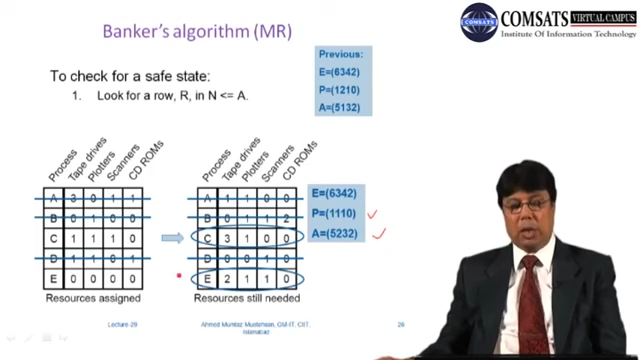 Banker's algorithm (MR)
COMSATS VIRTUAL CAMPUS
Institute Of Information Technology
Previous:
E=(6342)
P=(1210)
A=(5132)
To check for a safe state:
1. Look for a row, R, in N <= A.
Process Tape drives Plotters Scanners CD ROMs
A 3 0 1 1
B 0 1 0 0
C 1 1 1 0
D 1 1 0 1
E 0 0 0 0
Resources assigned
Process Tape drives Plotters Scanners CD ROMs
A 1 1 0 0
B 0 1 1 2
C 3 1 0 0
D 0 0 1 0
E 2 1 1 0
Resources still needed
E=(6342)
P=(1110)
A=(5232)
Lecture-29
Ahmed Mumtaz Mustehsan, GM-IT, CIIT,
Islamabad